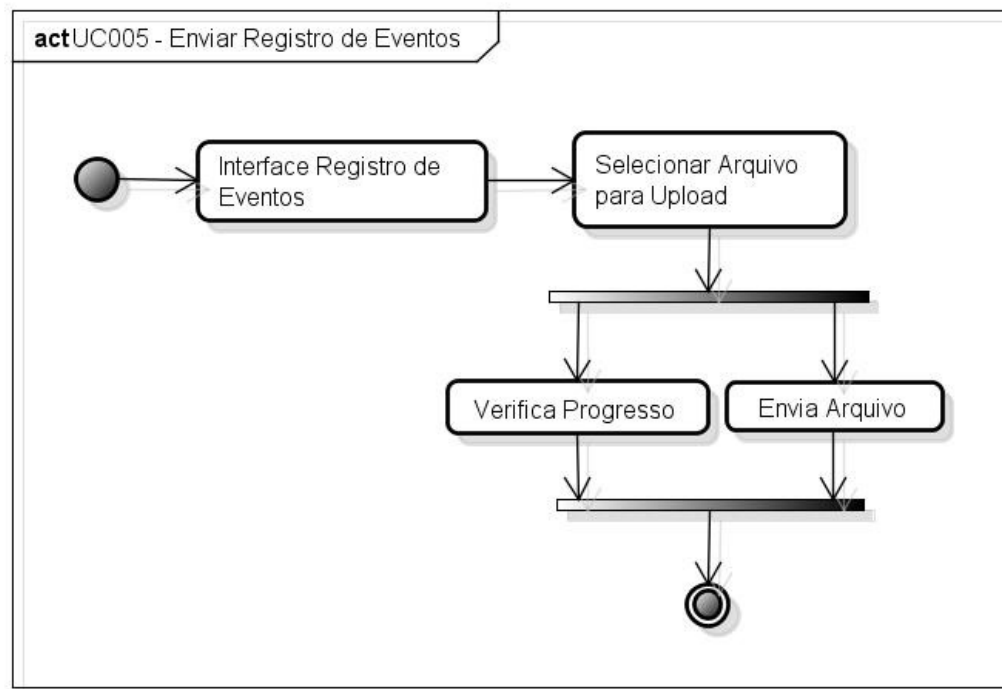 act UC005 - Enviar Registro de Eventos
Interface Registro de
Eventos
Selecionar Arquivo
para Upload
Verifica Progresso
Envia Arquivo